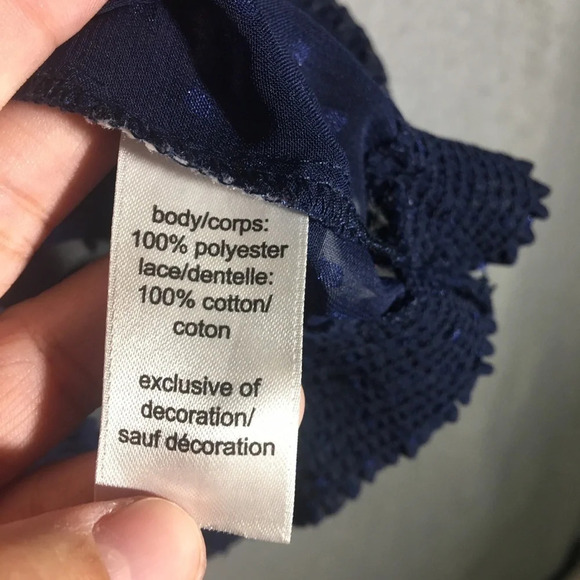 body/corps:
100% polyester
lace/dentelle:
100% cotton/
coton
exclusive of
decoration/
sauf décoration